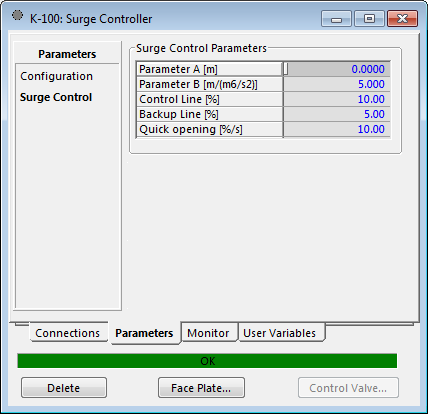 K-100: Surge Controller
Parameters
Configuration
Surge Control
Surge Control Parameters
Parameter A [m] 0.0000
Parameter B [m/(m6/s2)] 5.000
Control Line [%] 10.00
Backup Line [%] 5.00
Quick opening [%/s] 10.00
Connections Parameters Monitor User Variables
OK
Delete Face Plate... Control Valve...